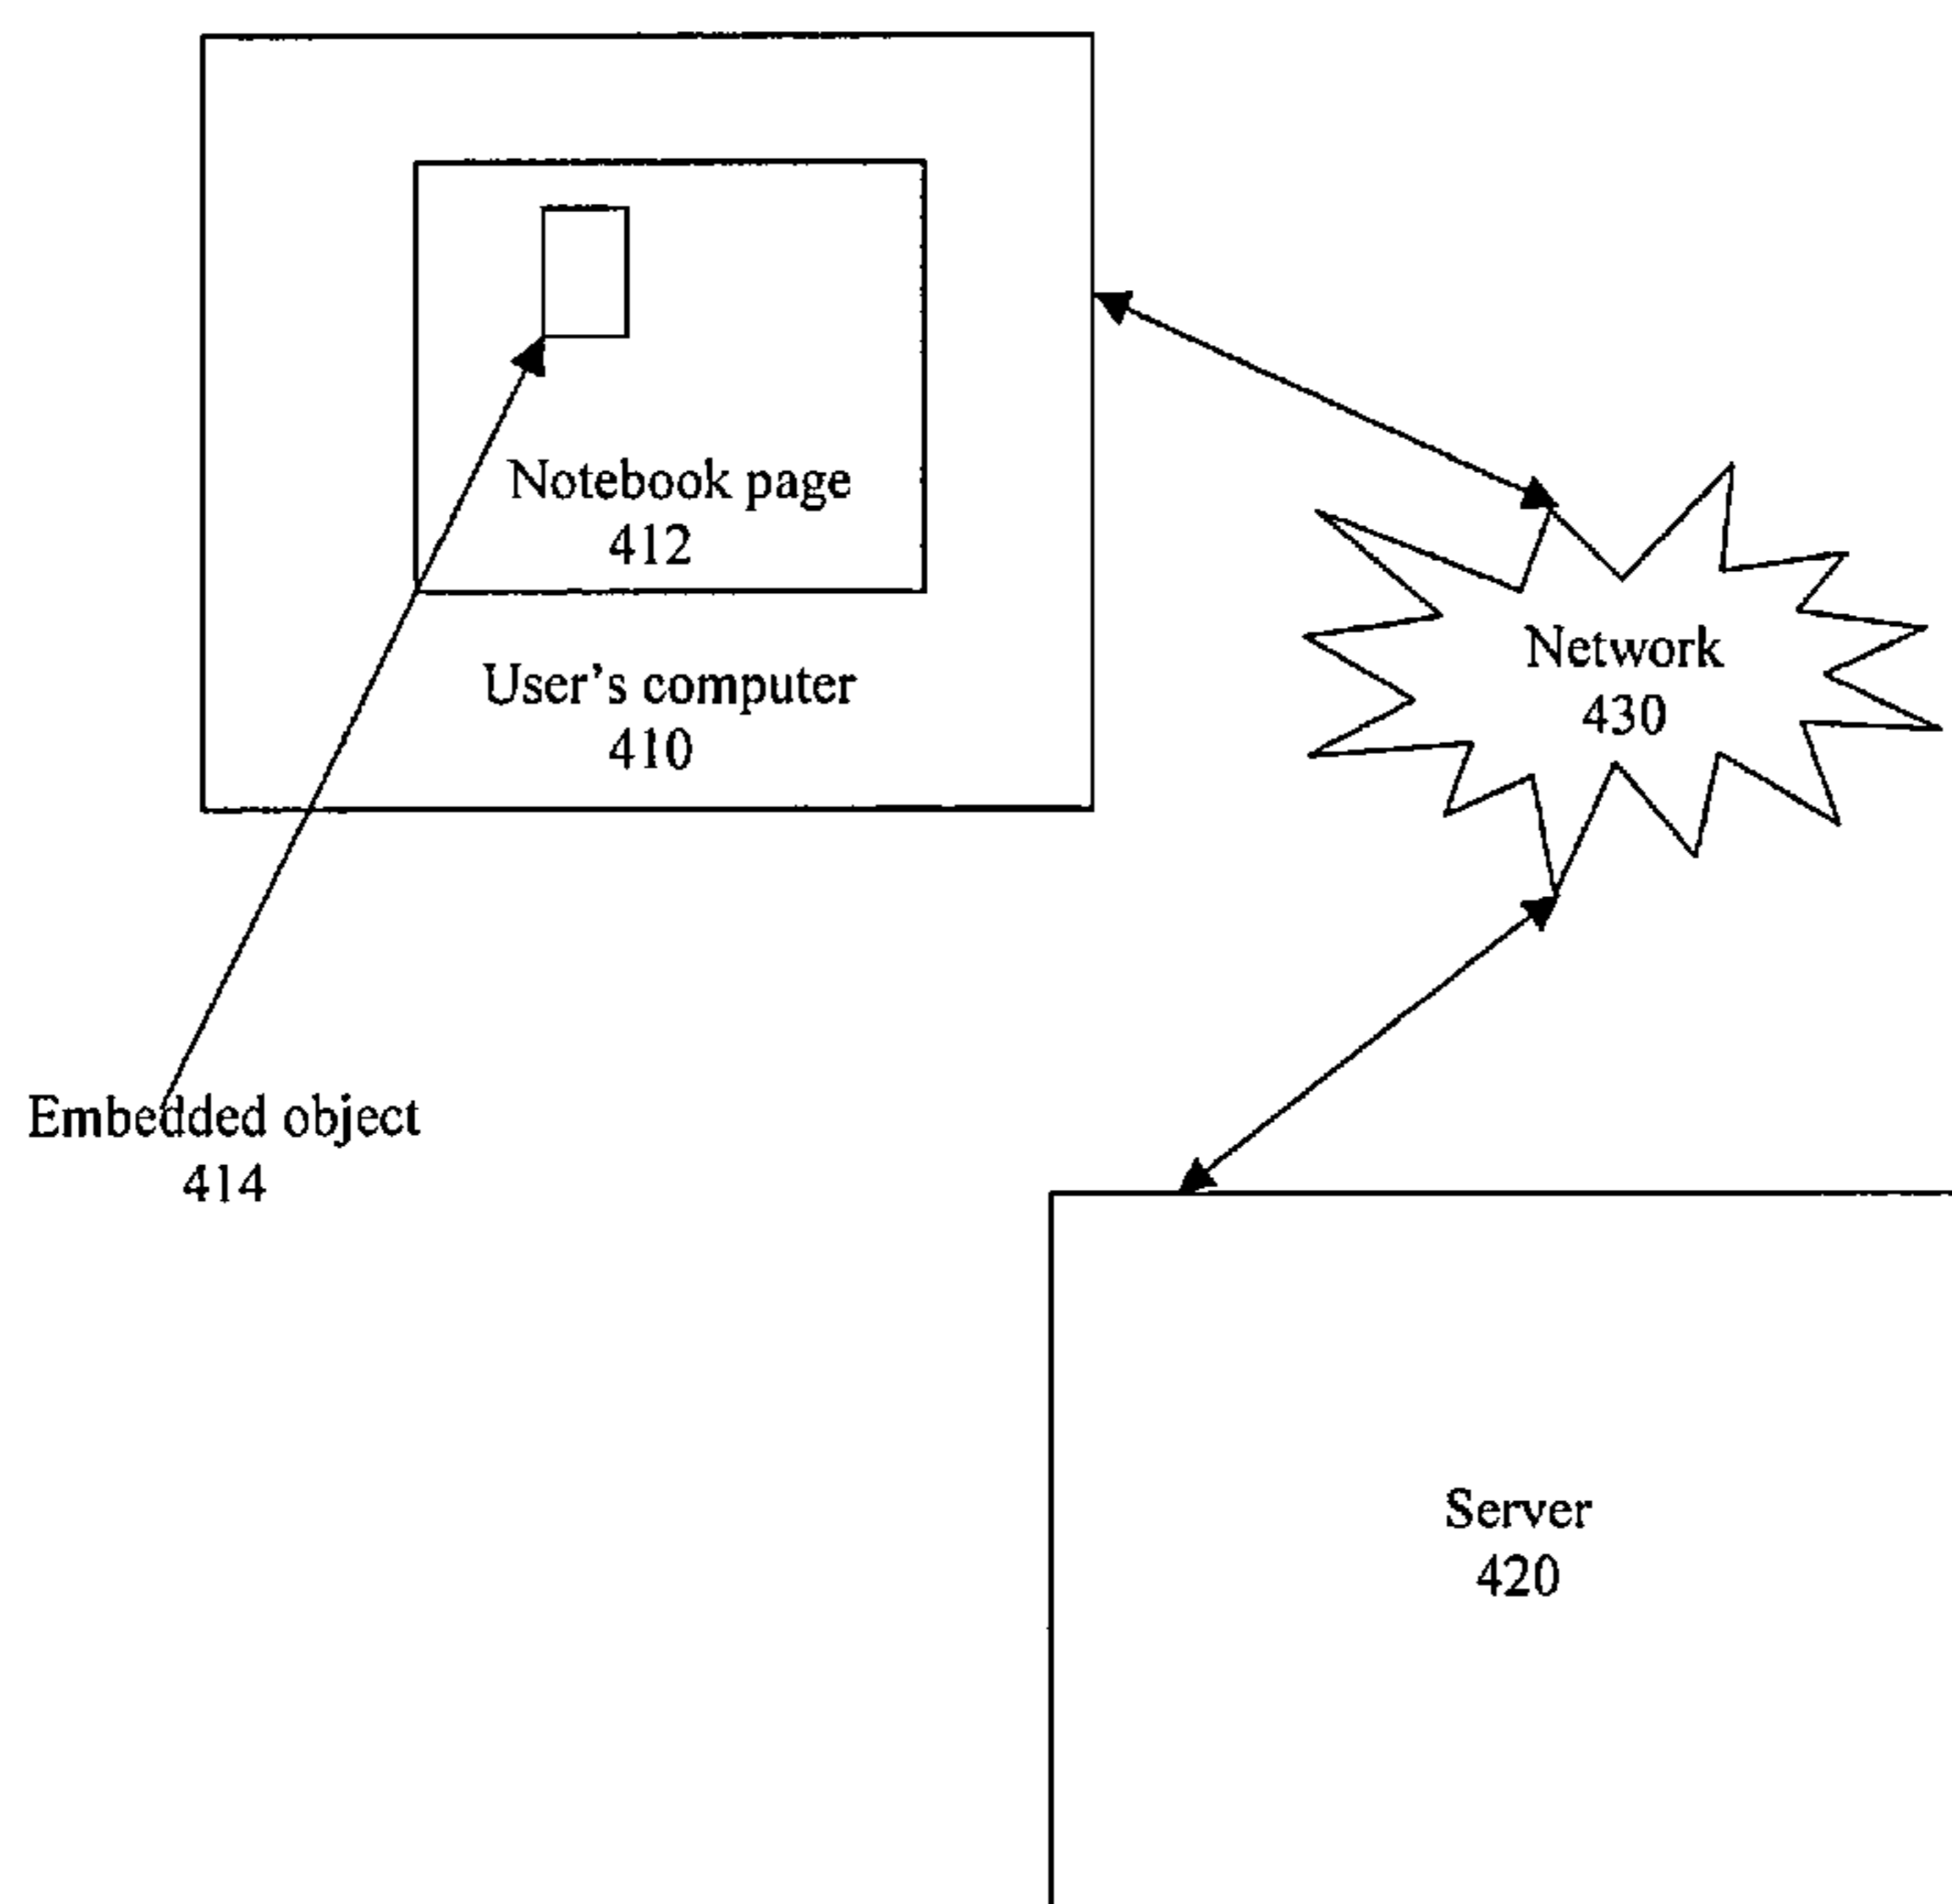 Notebook page
412
User's computer
410
Network
430
Embedded object
414
Server
420